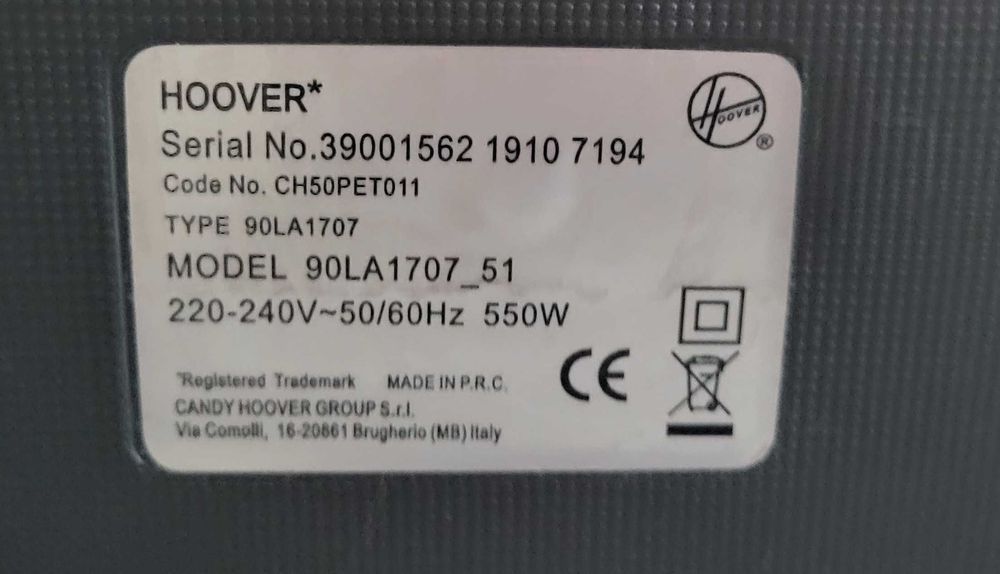 HOOVER*
HOOVER
®
Serial No.39001562 1910 7194
Code No. CH50PET011
TYPE 90LA1707
MODEL 90LA1707_51
220-240V~50/60Hz 550W
CE
*Registered Trademark MADE IN P.R.C.
CANDY HOOVER GROUP S.r.l.
Via Comolli, 16-20861 Brugherio (MB) Italy